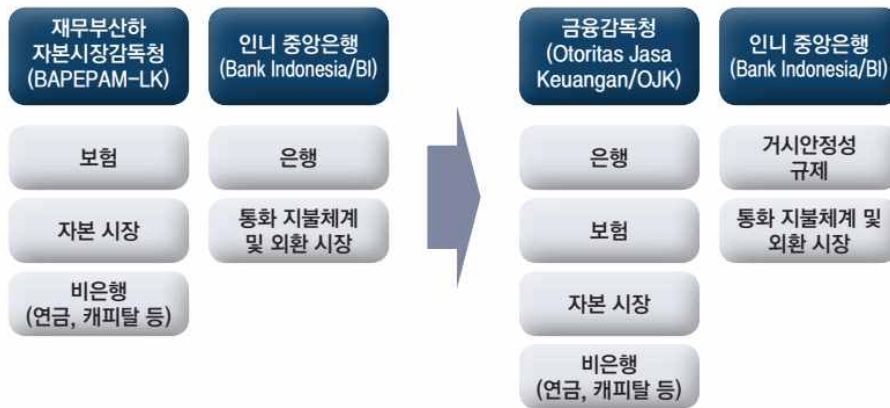 재무부산하
자본시장감독청
(BAPEPAM-LK)
보험
자본 시장
비은행
(연금, 캐피탈 등)
인니 중앙은행
(Bank Indonesia/BI)
은행
통화 지불체계
및 외환 시장
금융감독청
(Otoritas Jasa
Keuangan/OJK)
은행
보험
자본 시장
비은행
(연금, 캐피탈 등)
인니 중앙은행
(Bank Indonesia/BI)
거시안정성
규제
통화 지불체계 및
외환 시장